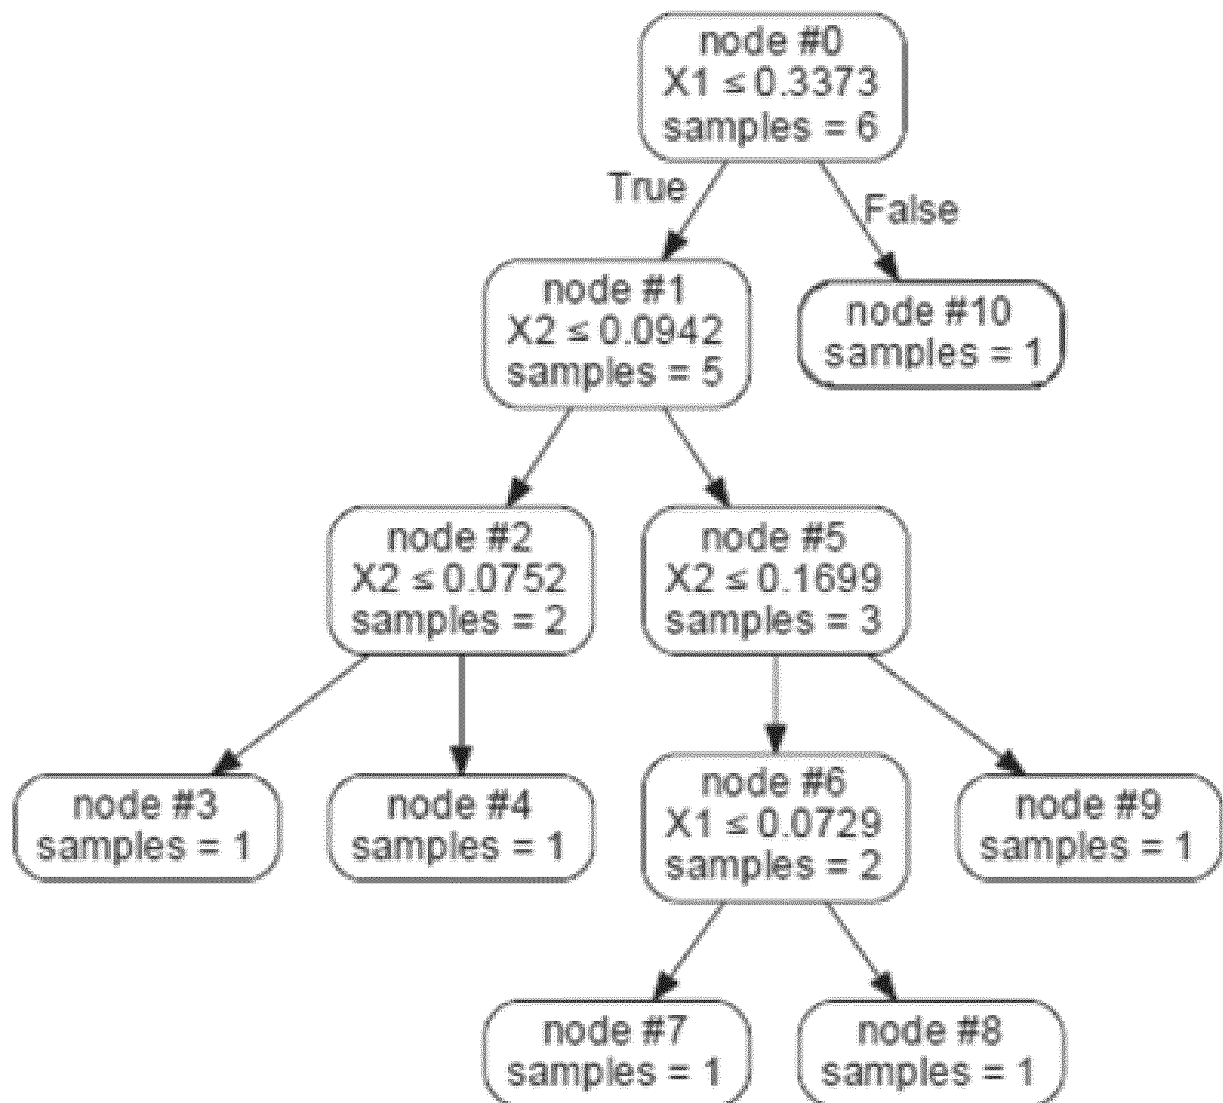 node #0
X1 ≤ 0.3373
samples = 6
True
False
node #1
X2 ≤ 0.0942
samples = 5
node #10
samples = 1
node #2
X2 ≤ 0.0752
samples = 2
node #5
X2 ≤ 0.1699
samples = 3
node #3
samples = 1
node #4
samples = 1
node #6
X1 ≤ 0.0729
samples = 2
node #9
samples = 1
node #7
samples = 1
node #8
samples = 1